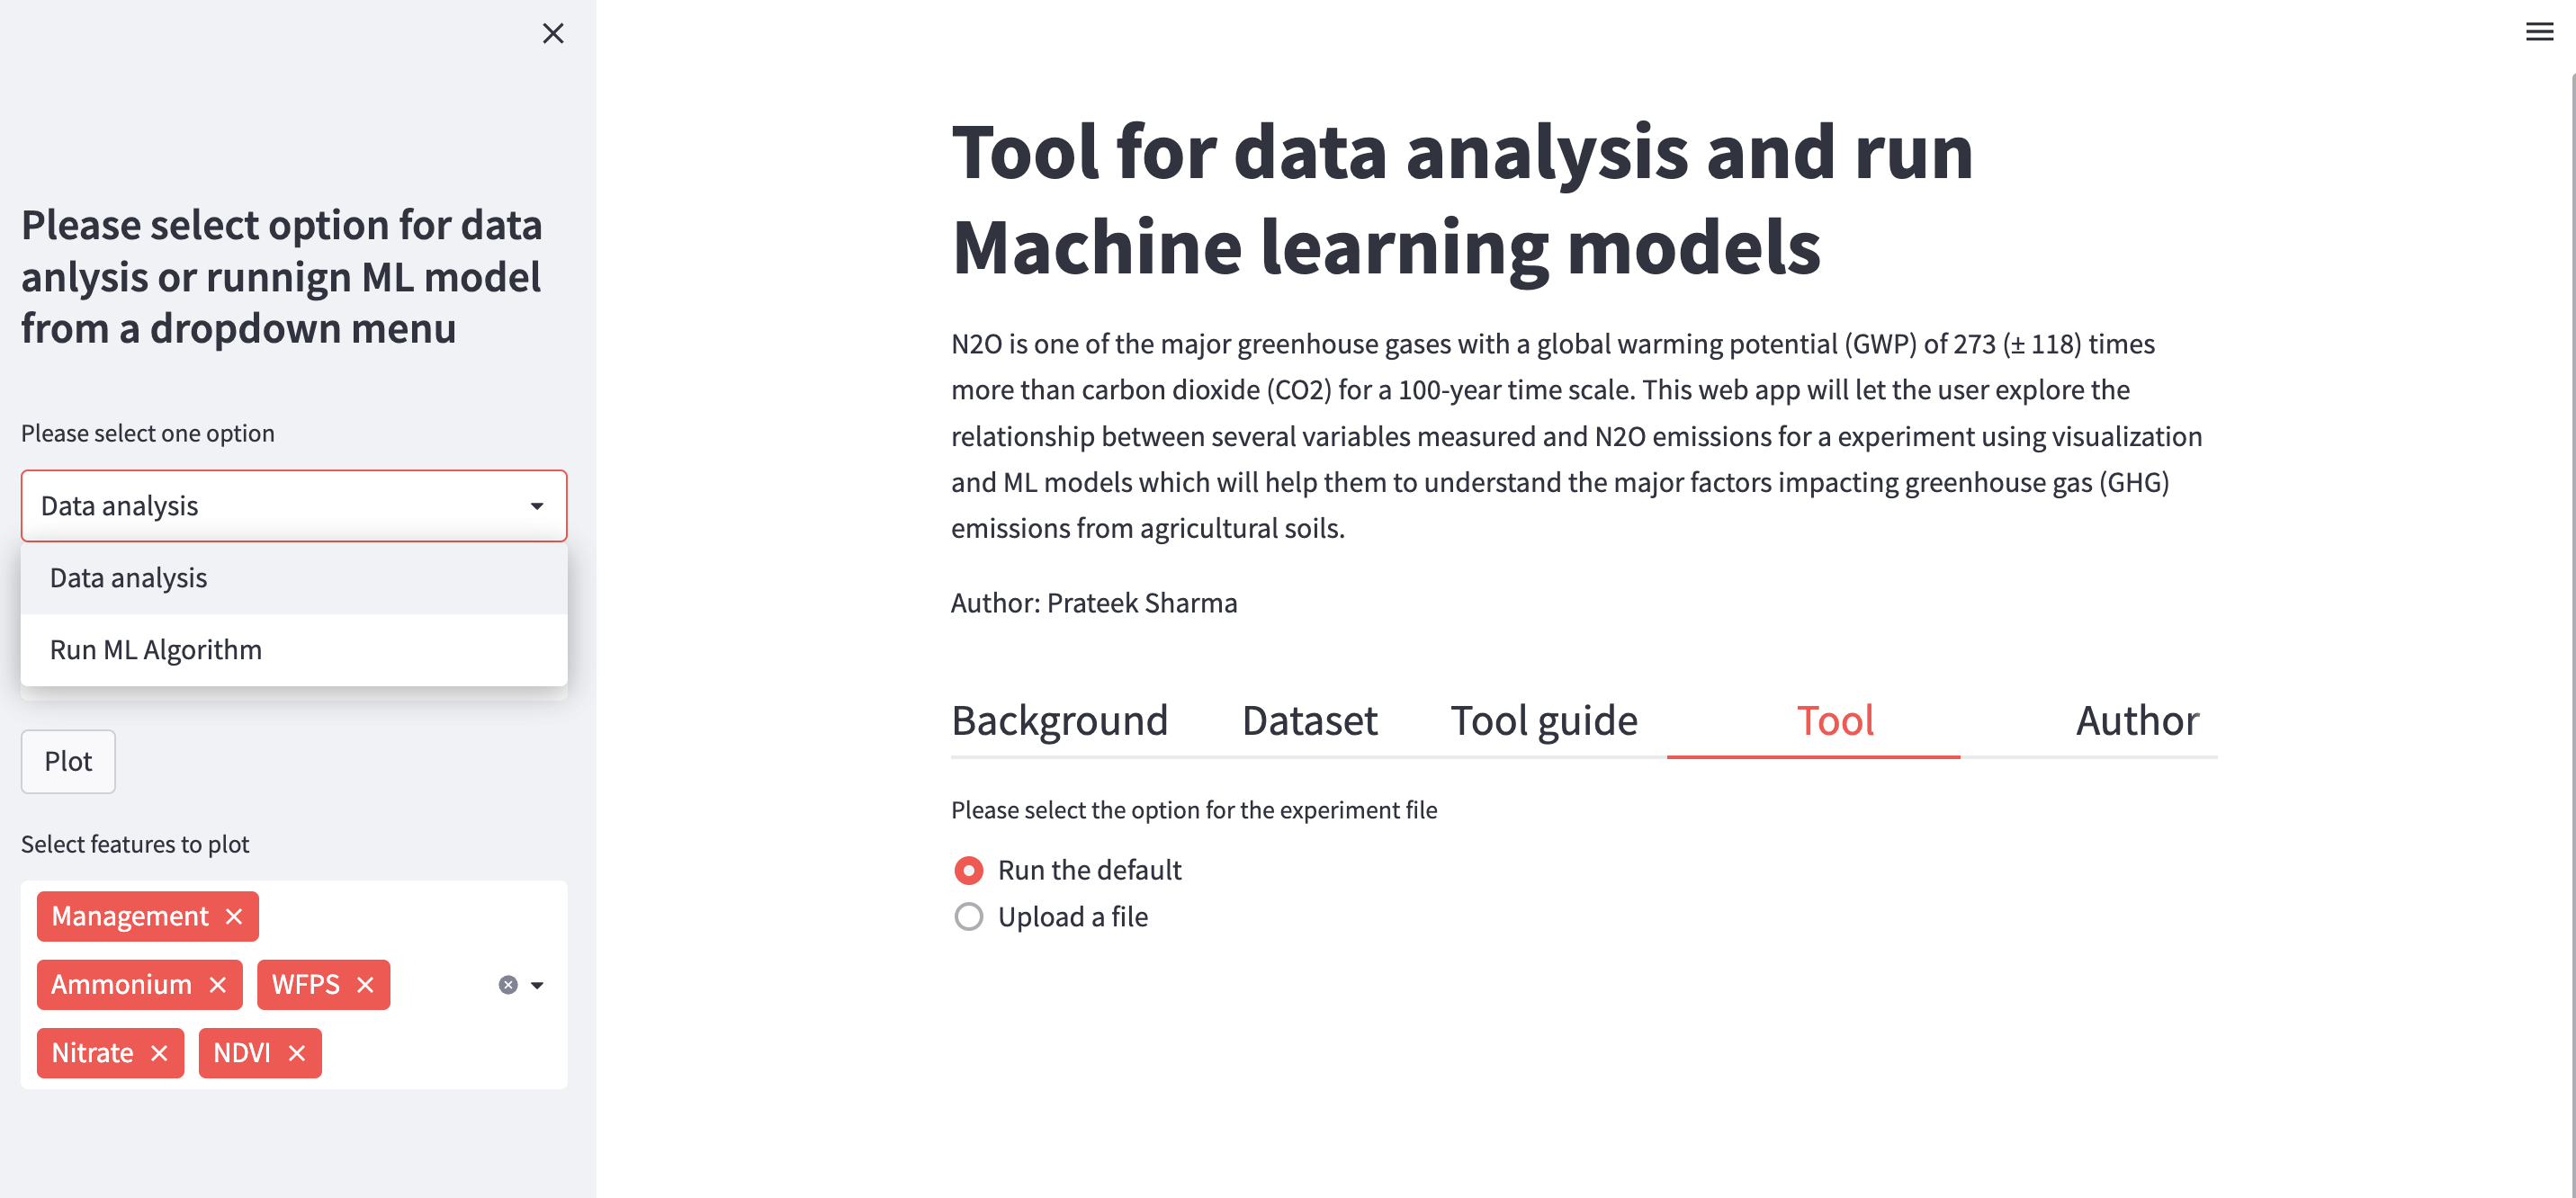 Please select option for data
anlysis or runnign ML model
from a dropdown menu
Please select one option
Data analysis
Data analysis
Run ML Algorithm
Plot
Select features to plot
Management
Ammonium WFPS
Nitrate NDVI
Tool for data analysis and run
Machine learning models
N2O is one of the major greenhouse gases with a global warming potential (GWP) of 273 (± 118) times
more than carbon dioxide (CO2) for a 100-year time scale. This web app will let the user explore the
relationship between several variables measured and N2O emissions for a experiment using visualization
and ML models which will help them to understand the major factors impacting greenhouse gas (GHG)
emissions from agricultural soils.
Author: Prateek Sharma
Background Dataset Tool guide Tool Author
Please select the option for the experiment file
Run the default
Upload a file